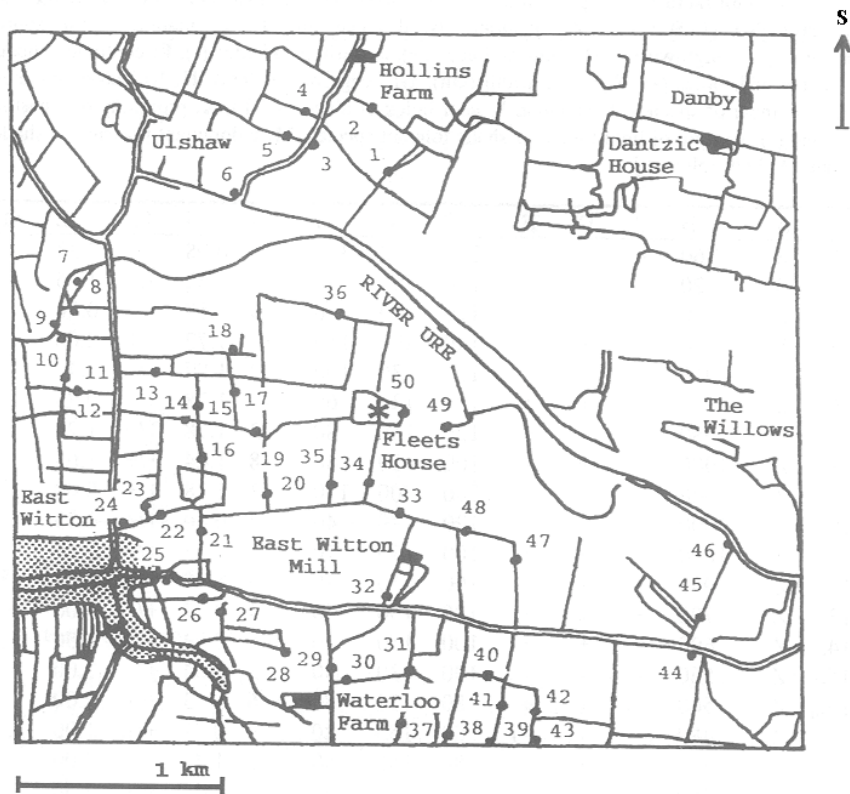 S
4
Hollins
Farm
2
Danby
Ulshaw
5
3
1
Dantzic
House
6
7
8
36
RIVER URE
9
18
10
11
13
14
15
17
50
49
12
The
Willows
16
Fleets
House
19
35
34
20
East
Witton
23
24
33
48
22
21
25
East Witton
Mill
47
46
32
45
26
27
31
28
29
30
40
44
Waterloo
Farm
41
42
37
38
39
43
1 km